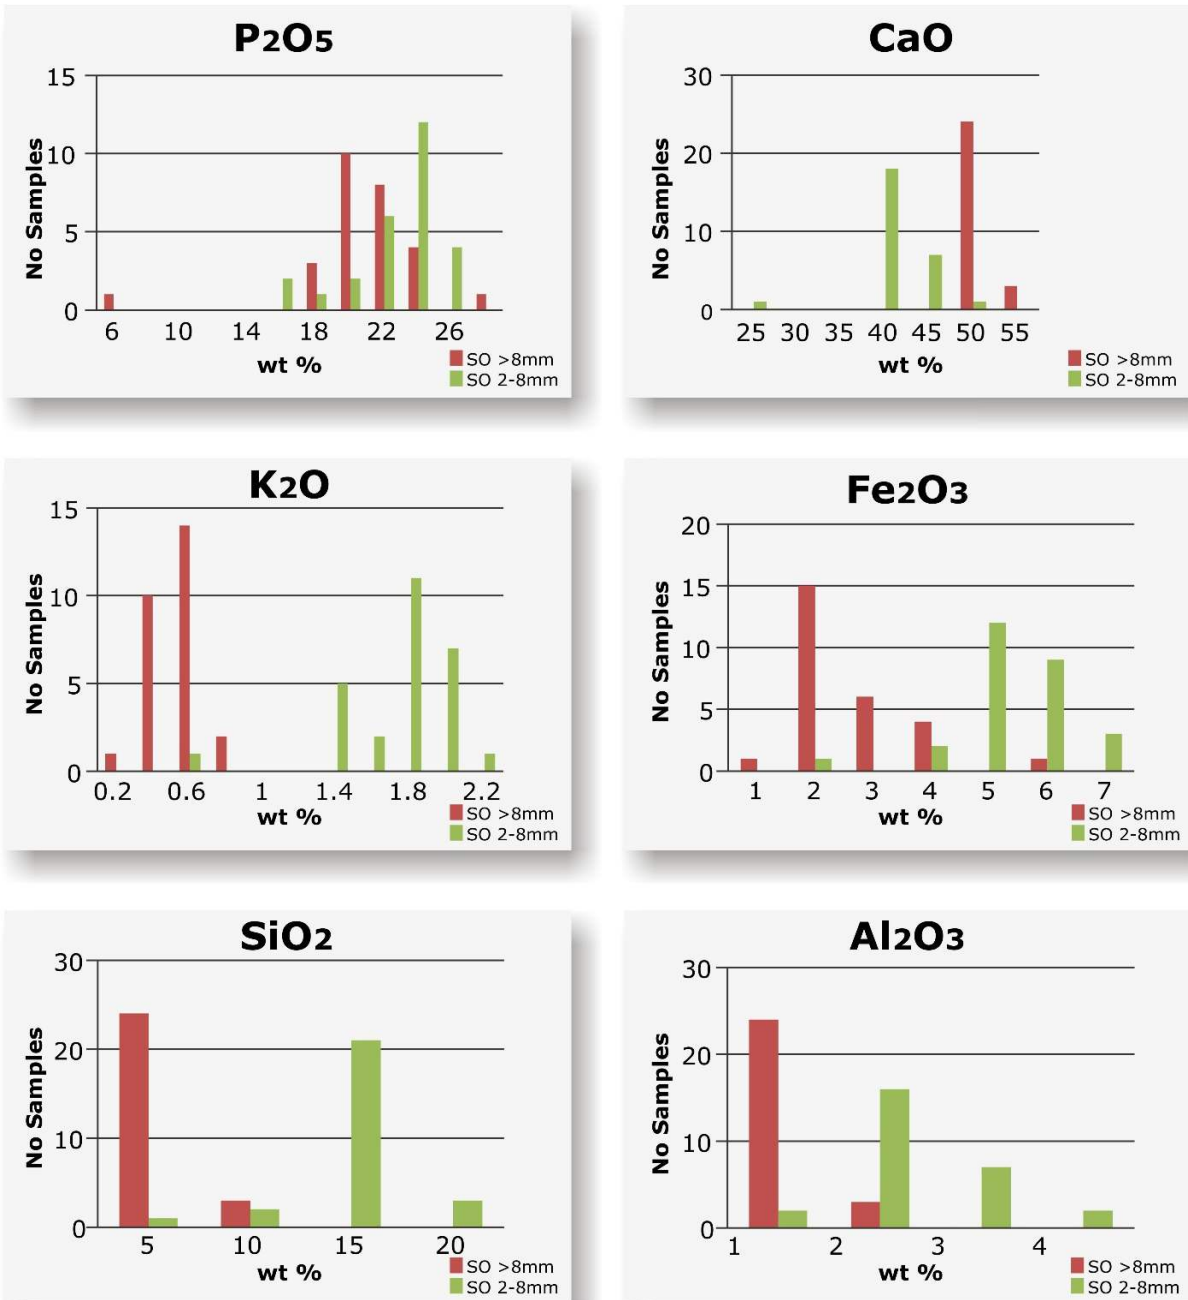 P2O5
15
10
5
0
No Samples
6 10 14 18 22 26
wt %
SO >8mm
SO 2-8mm
CaO
30
20
10
0
No Samples
25 30 35 40 45 50 55
wt %
SO >8mm
SO 2-8mm
K2O
15
10
5
0
No Samples
0.2 0.6 1 1.4 1.8 2.2
wt %
SO >8mm
SO 2-8mm
Fe2O3
20
15
10
5
0
No Samples
1 2 3 4 5 6 7
wt %
SO >8mm
SO 2-8mm
SiO2
30
20
10
0
No Samples
5 10 15 20
wt %
SO >8mm
SO 2-8mm
Al2O3
30
20
10
0
No Samples
1 2 3 4
wt %
SO >8mm
SO 2-8mm